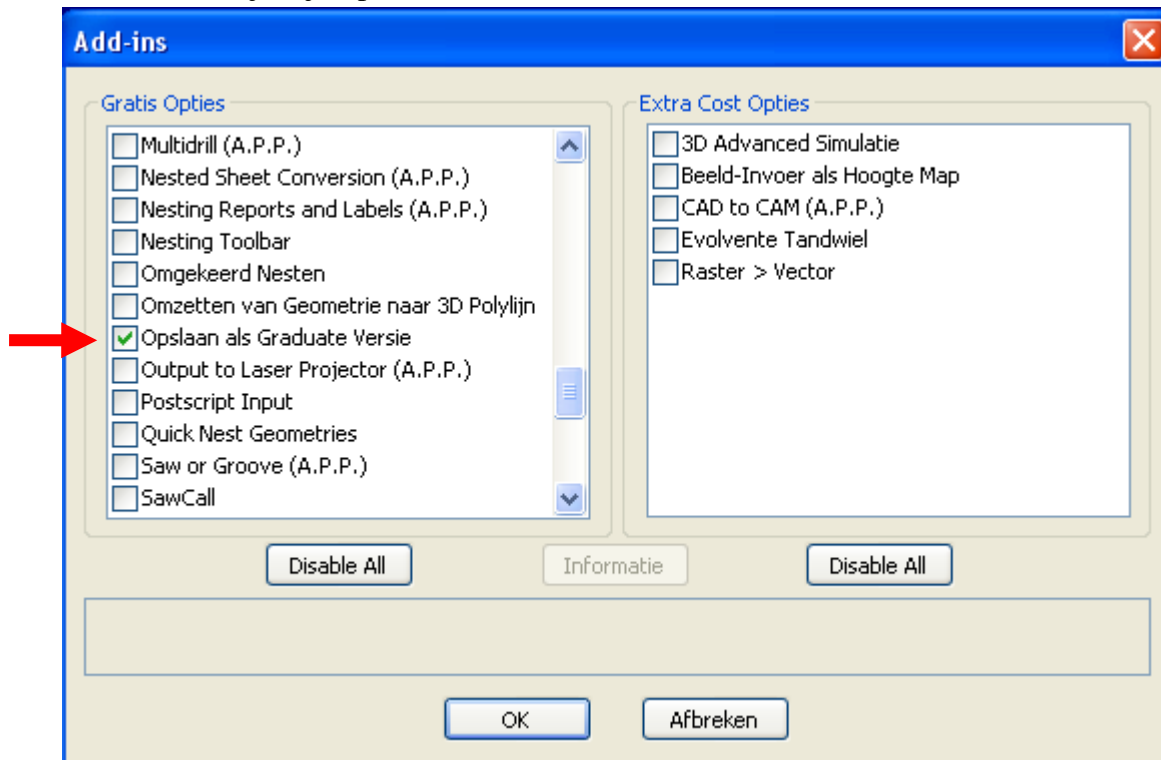 Add-ins
Gratis Opties
Multidrill (A.P.P.)
Nested Sheet Conversion (A.P.P.)
Nesting Reports and Labels (A.P.P.)
Nesting Toolbar
Omgekeerd Nesten
Omzetten van Geometrie naar 3D Polylijn
Opslaan als Graduate Versie
Output to Laser Projector (A.P.P.)
Postscript Input
Quick Nest Geometries
Saw or Groove (A.P.P.)
SawCall
Extra Cost Opties
3D Advanced Simulatie
Beeld-Invoer als Hoogte Map
CAD to CAM (A.P.P.)
Evolvente Tandwiel
Raster > Vector
Disable All
Informatie
Disable All
OK
Afbreken